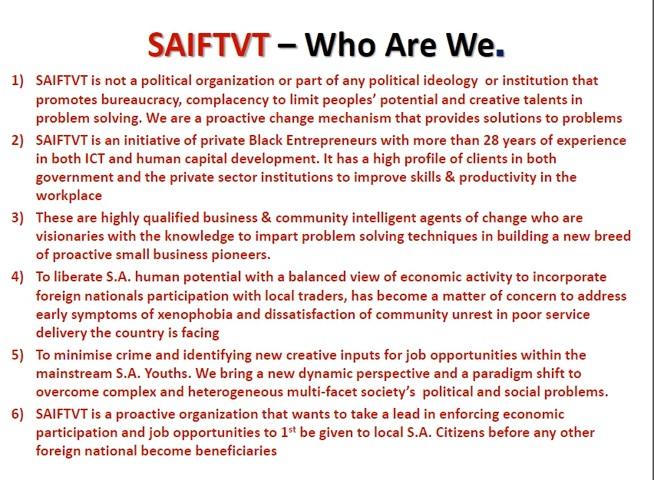 SAIFTVT – Who Are We.
1) SAIFTVT is not a political organization or part of any political ideology or institution that
promotes bureaucracy, complacency to limit peoples’ potential and creative talents in
problem solving. We are a proactive change mechanism that provides solutions to problems
2) SAIFTVT is an initiative of private Black Entrepreneurs with more than 28 years of experience
in both ICT and human capital development. It has a high profile of clients in both
government and the private sector institutions to improve skills & productivity in the
workplace
3) These are highly qualified business & community intelligent agents of change who are
visionaries with the knowledge to impart problem solving techniques in building a new breed
of proactive small business pioneers.
4) To liberate S.A. human potential with a balanced view of economic activity to incorporate
foreign nationals participation with local traders, has become a matter of concern to address
early symptoms of xenophobia and dissatisfaction of community unrest in poor service
delivery the country is facing
5) To minimise crime and identifying new creative inputs for job opportunities within the
mainstream S.A. Youths. We bring a new dynamic perspective and a paradigm shift to
overcome complex and heterogeneous multi-facet society’s political and social problems.
6) SAIFTVT is a proactive organization that wants to take a lead in enforcing economic
participation and job opportunities to 1st be given to local S.A. Citizens before any other
foreign national become beneficiaries